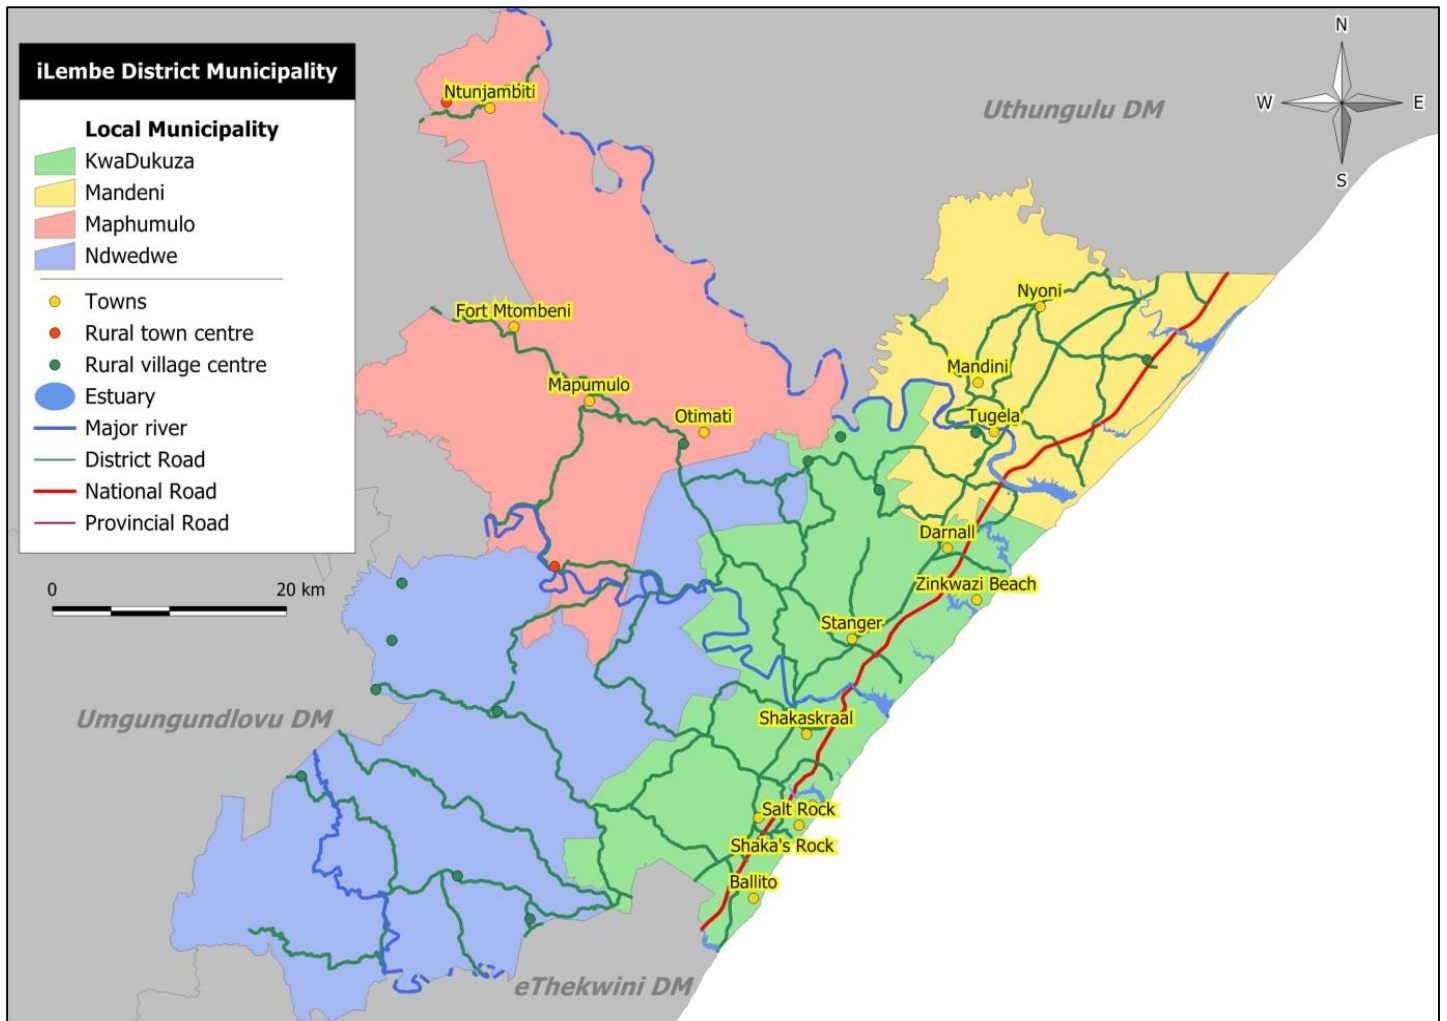 iLembe District Municipality
Local Municipality
KwaDukuza
Mandeni
Maphumulo
Ndwedwe
Towns
Rural town centre
Rural village centre
Estuary
Major river
District Road
National Road
Provincial Road
0 20 km
N
W E
S
Uthungulu DM
Ntunjambiti
Nyoni
Fort Mtombeni
Mandini
Mapumulo
Otimati
Tugela
Darnall
Zinkwazi Beach
Stanger
Umgungundlovu DM
Shakaskraal
Salt Rock
Shaka's Rock
Ballito
eThekwini DM